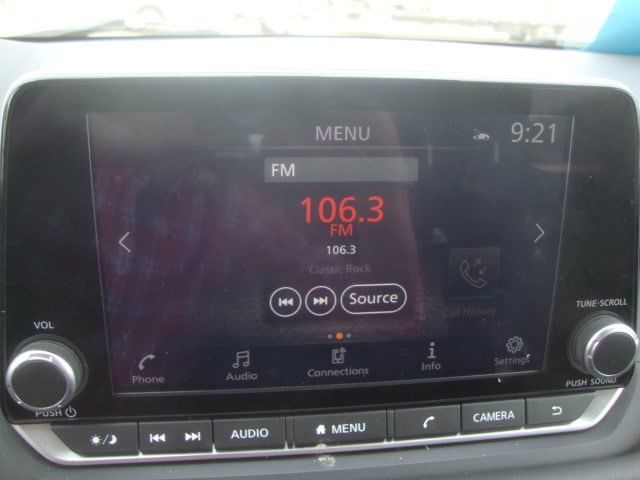 MENU
9:21
FM
106.3
FM
106.3
Classic Rock
Source
Call History
Phone
Audio
Connections
Info
Settings
VOL
PUSH
TUNE•SCROLL
PUSH SOUND
AUDIO
MENU
CAMERA